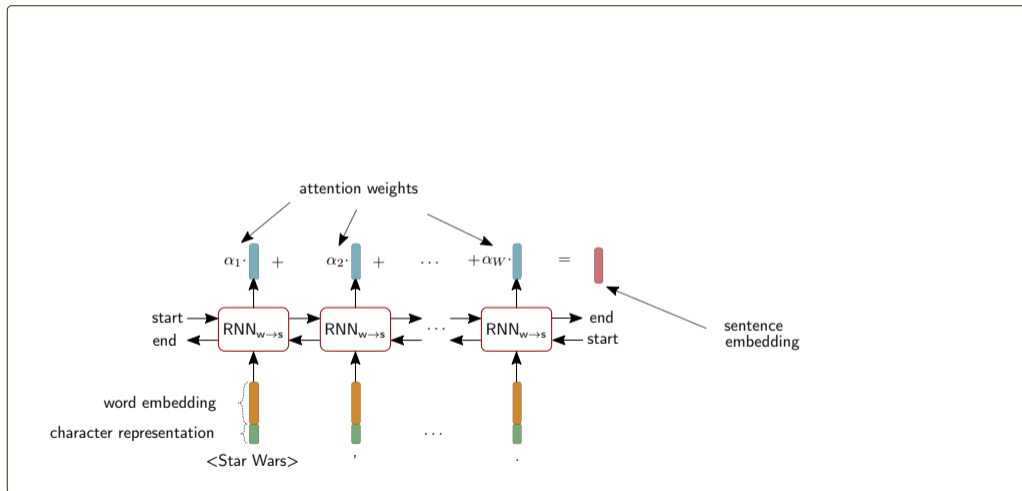 attention weights
α1· + α2· + ... +αW· =
start RNNw→s RNNw→s ... RNNw→s end
end start
sentence
embedding
word embedding
character representation ...
<Star Wars> ' .